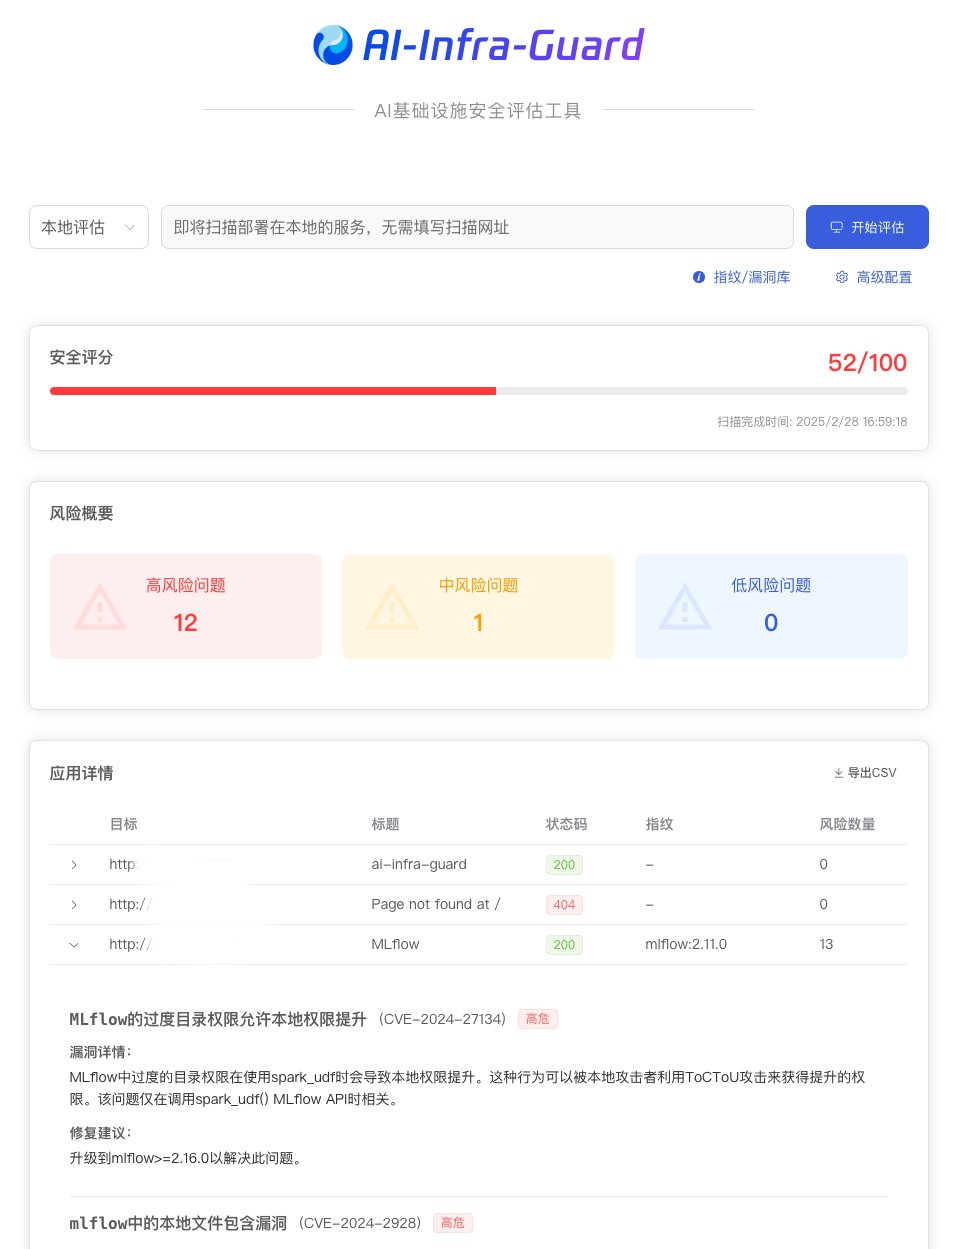 AI-Infra-Guard
AI基础设施安全评估工具
本地评估 即将扫描部署在本地的服务，无需填写扫描网址 开始评估
指纹/漏洞库 高级配置
安全评分 52/100
扫描完成时间: 2025/2/28 16:59:18
风险概要
高风险问题 中风险问题 低风险问题
12 1 0
应用详情 导出CSV
目标 标题 状态码 指纹 风险数量
http: ai-infra-guard 200 - 0
http:// Page not found at / 404 - 0
http:// MLflow 200 mlflow:2.11.0 13
MLflow的过度目录权限允许本地权限提升 (CVE-2024-27134) 高危
漏洞详情：
MLflow中过度的目录权限在使用spark_udf时会导致本地权限提升。这种行为可以被本地攻击者利用ToCToU攻击来获得提升的权
限。该问题仅在调用spark_udf() MLflow API时相关。
修复建议：
升级到mlflow>=2.16.0以解决此问题。
mlflow中的本地文件包含漏洞 (CVE-2024-2928) 高危